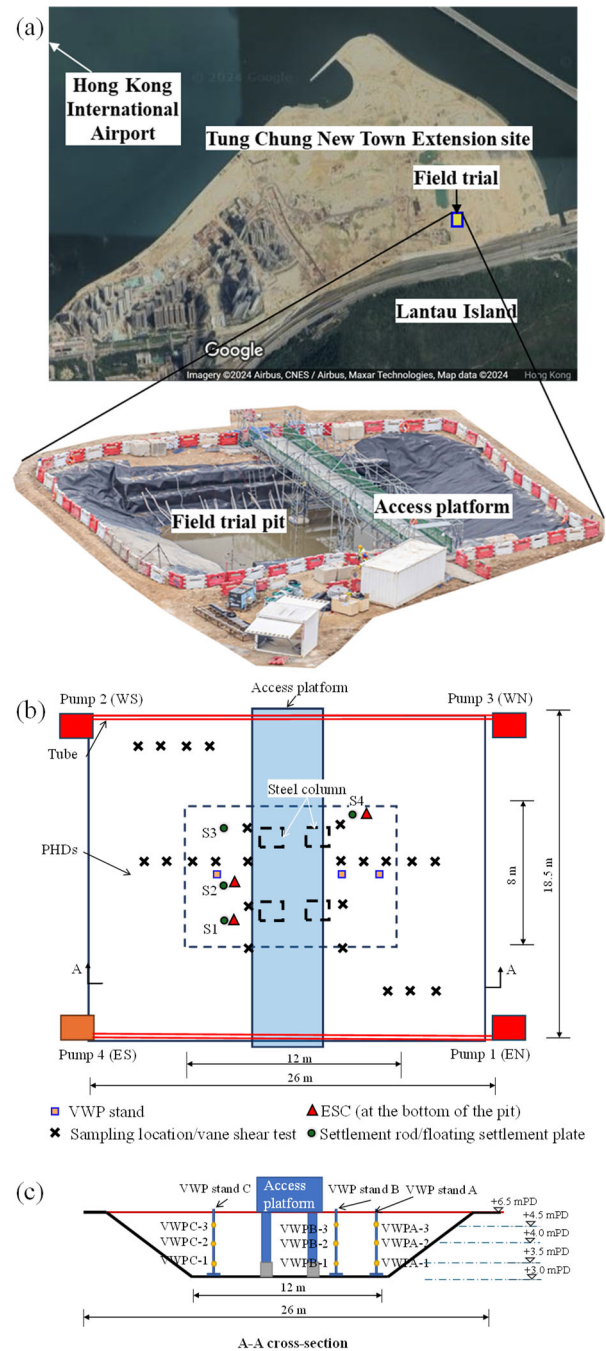 (a)
Hong Kong
International
Airport
© 2024 Google
Tung Chung New Town Extension site
Field trial
Lantau Island
Google
Imagery ©2024 Airbus, CNES / Airbus, Maxar Technologies, Map data ©2024 Hong Kong
Field trial pit
Access platform
(b)
Access platform
Pump 2 (WS)
Pump 3 (WN)
Tube
Steel column
S4
S3
PHDs
S2
S1
8 m
18.5 m
A
A
Pump 4 (ES)
Pump 1 (EN)
12 m
26 m
VWP stand
ESC (at the bottom of the pit)
Sampling location/vane shear test
Settlement rod/floating settlement plate
(c)
VWP stand C
Access
platform
VWP stand B
VWP stand A
+6.5 mPD
VWPC-3
VWPB-3
VWPA-3
+4.5 mPD
VWPC-2
VWPB-2
VWPA-2
+4.0 mPD
VWPC-1
VWPB-1
VWPA-1
+3.5 mPD
+3.0 mPD
12 m
26 m
A-A cross-section